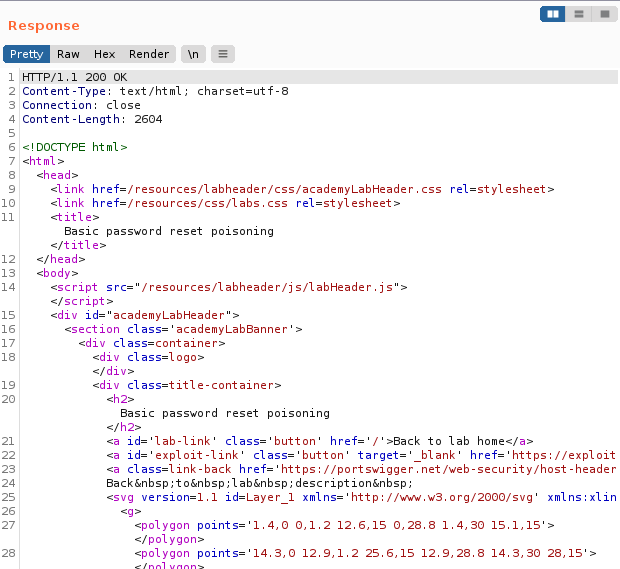 Response
Pretty Raw Hex Render \n
1 HTTP/1.1 200 OK
2 Content-Type: text/html; charset=utf-8
3 Connection: close
4 Content-Length: 2604
5
6 <!DOCTYPE html>
7 <html>
8 <head>
9 <link href=/resources/labheader/css/academyLabHeader.css rel=stylesheet>
10 <link href=/resources/css/labs.css rel=stylesheet>
11 <title>
Basic password reset poisoning
</title>
12 </head>
13 <body>
14 <script src="/resources/labheader/js/labHeader.js">
</script>
15 <div id="academyLabHeader">
16 <section class='academyLabBanner'>
17 <div class=container>
18 <div class=logo>
</div>
19 <div class=title-container>
20 <h2>
Basic password reset poisoning
</h2>
21 <a id='lab-link' class='button' href='/'>Back to lab home</a>
22 <a id='exploit-link' class='button' target='_blank' href='https://exploit
23 <a class=link-back href='https://portswigger.net/web-security/host-header
24 Back&nbsp;to&nbsp;lab&nbsp;description&nbsp;
25 <svg version=1.1 id=Layer_1 xmlns='http://www.w3.org/2000/svg' xmlns:xlin
26 <g>
27 <polygon points='1.4,0 0,1.2 12.6,15 0,28.8 1.4,30 15.1,15'>
</polygon>
28 <polygon points='14.3,0 12.9,1.2 25.6,15 12.9,28.8 14.3,30 28,15'>
</polygon>